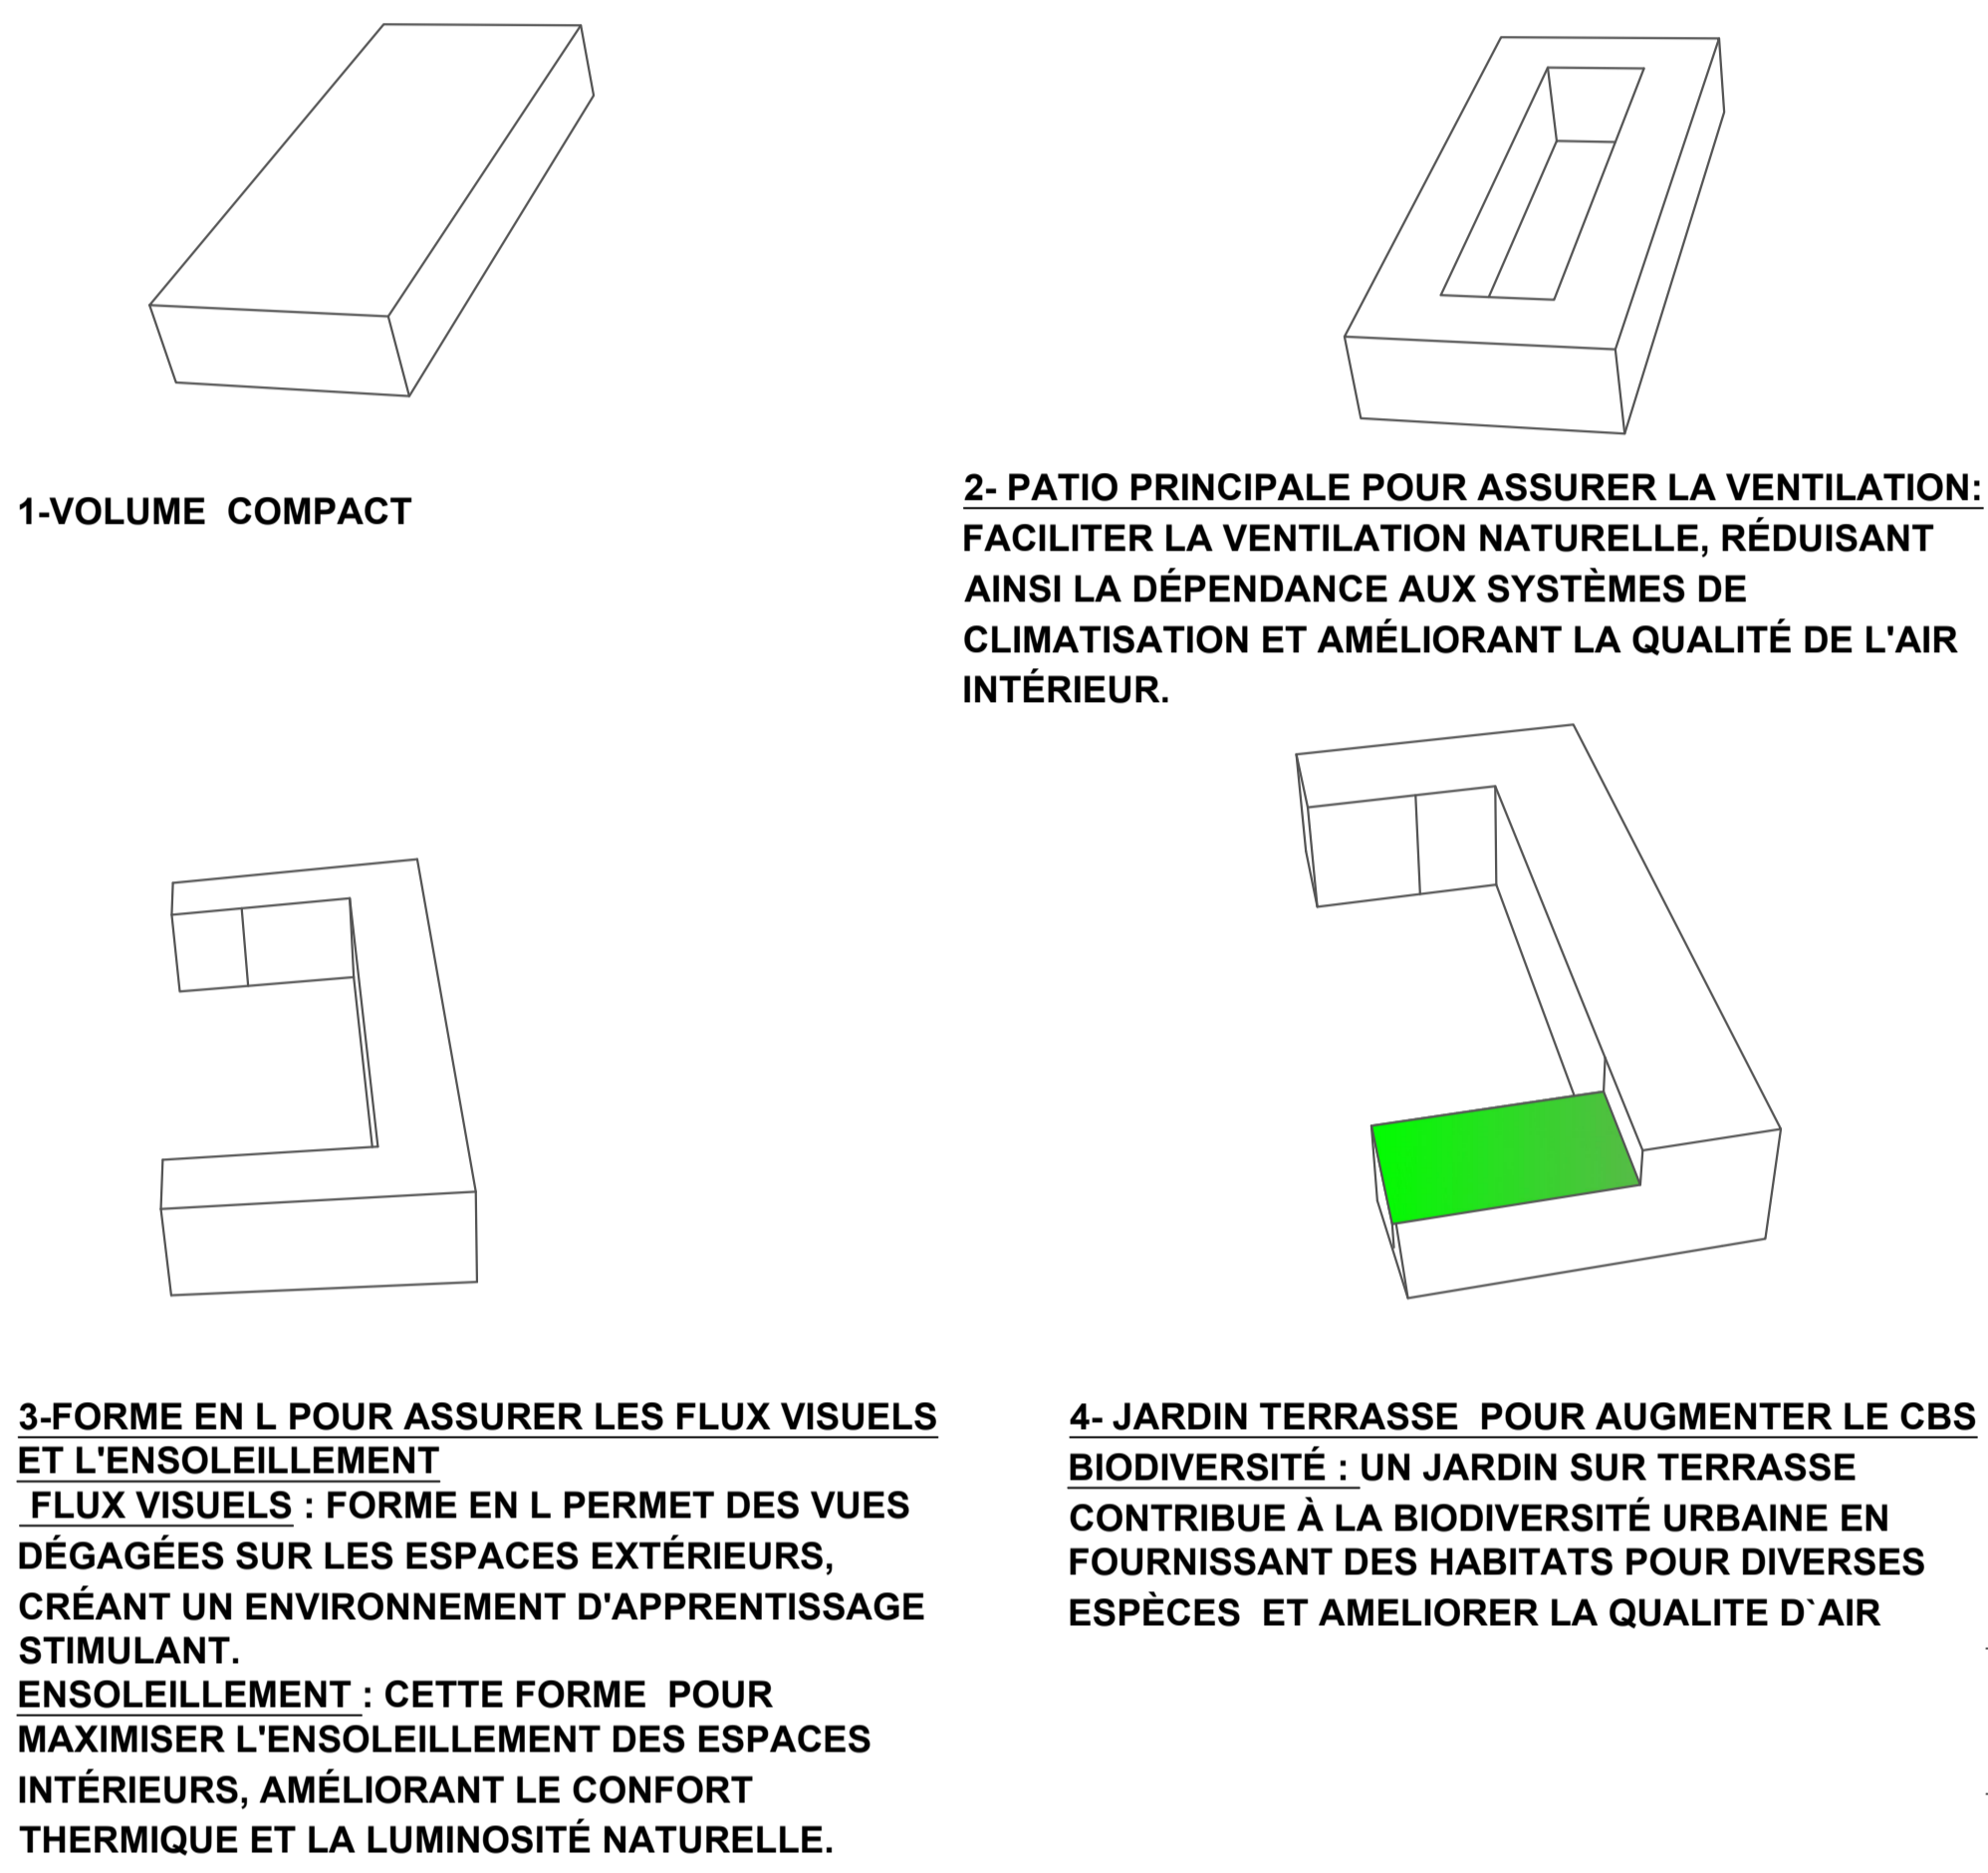 1-VOLUME COMPACT
2- PATIO PRINCIPALE POUR ASSURER LA VENTILATION:
FACILITER LA VENTILATION NATURELLE, RÉDUISANT
AINSI LA DÉPENDANCE AUX SYSTÈMES DE
CLIMATISATION ET AMÉLIORANT LA QUALITÉ DE L'AIR
INTÉRIEUR.
3-FORME EN L POUR ASSURER LES FLUX VISUELS
ET L'ENSOLEILLEMENT
FLUX VISUELS : FORME EN L PERMET DES VUES
DÉGAGÉES SUR LES ESPACES EXTÉRIEURS,
CRÉANT UN ENVIRONNEMENT D'APPRENTISSAGE
STIMULANT.
ENSOLEILLEMENT : CETTE FORME POUR
MAXIMISER L'ENSOLEILLEMENT DES ESPACES
INTÉRIEURS, AMÉLIORANT LE CONFORT
THERMIQUE ET LA LUMINOSITÉ NATURELLE.
4- JARDIN TERRASSE POUR AUGMENTER LE CBS
BIODIVERSITÉ : UN JARDIN SUR TERRASSE
CONTRIBUE À LA BIODIVERSITÉ URBAINE EN
FOURNISSANT DES HABITATS POUR DIVERSES
ESPÈCES ET AMELIORER LA QUALITE D`AIR